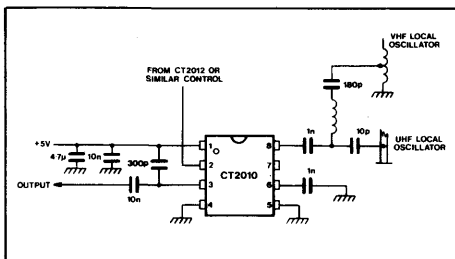 VHF LOCAL
OSCILLATOR
FROM CT2012 OR
SIMILAR CONTROL
180p
+5V
4·7µ
10n
300p
1n
10p
UHF LOCAL
OSCILLATOR
1
2
3
4
CT2010
8
7
6
5
1n
OUTPUT
10n